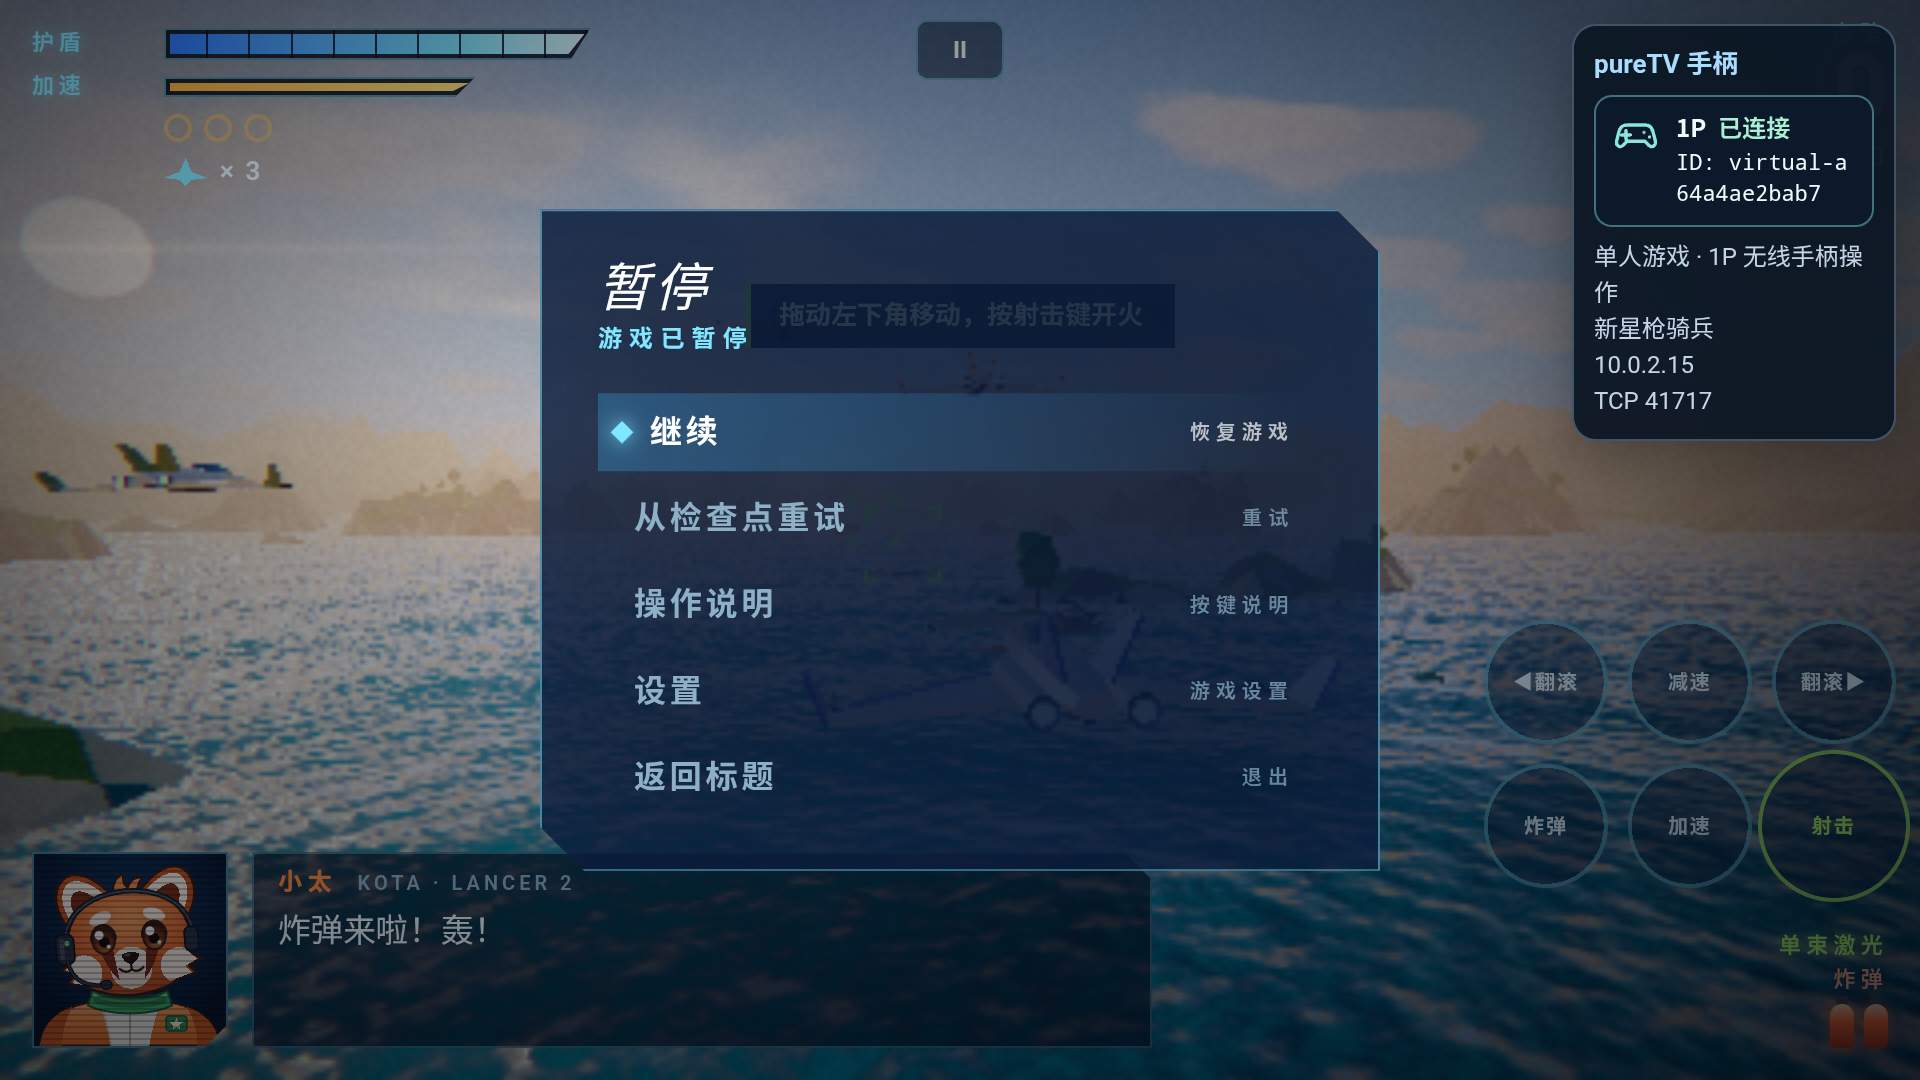 护盾
加速
× 3
pureTV 手柄
1P 已连接
ID: virtual-a
64a4ae2bab7
单人游戏 · 1P 无线手柄操
作
新星枪骑兵
10.0.2.15
TCP 41717
暂停
游戏已暂停
拖动左下角移动，按射击键开火
继续 恢复游戏
从检查点重试 重试
操作说明 按键说明
设置 游戏设置
返回标题 退出
◀翻滚 减速 翻滚▶
炸弹 加速 射击
小太 KOTA · LANCER 2
炸弹来啦！轰！
单束激光
炸弹